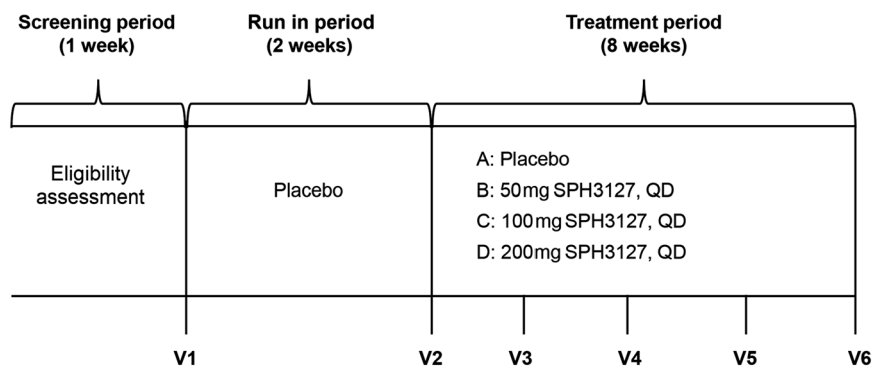 Screening period
(1 week)
Run in period
(2 weeks)
Treatment period
(8 weeks)
Eligibility
assessment
Placebo
A: Placebo
B: 50mg SPH3127, QD
C: 100mg SPH3127, QD
D: 200mg SPH3127, QD
V1
V2
V3
V4
V5
V6